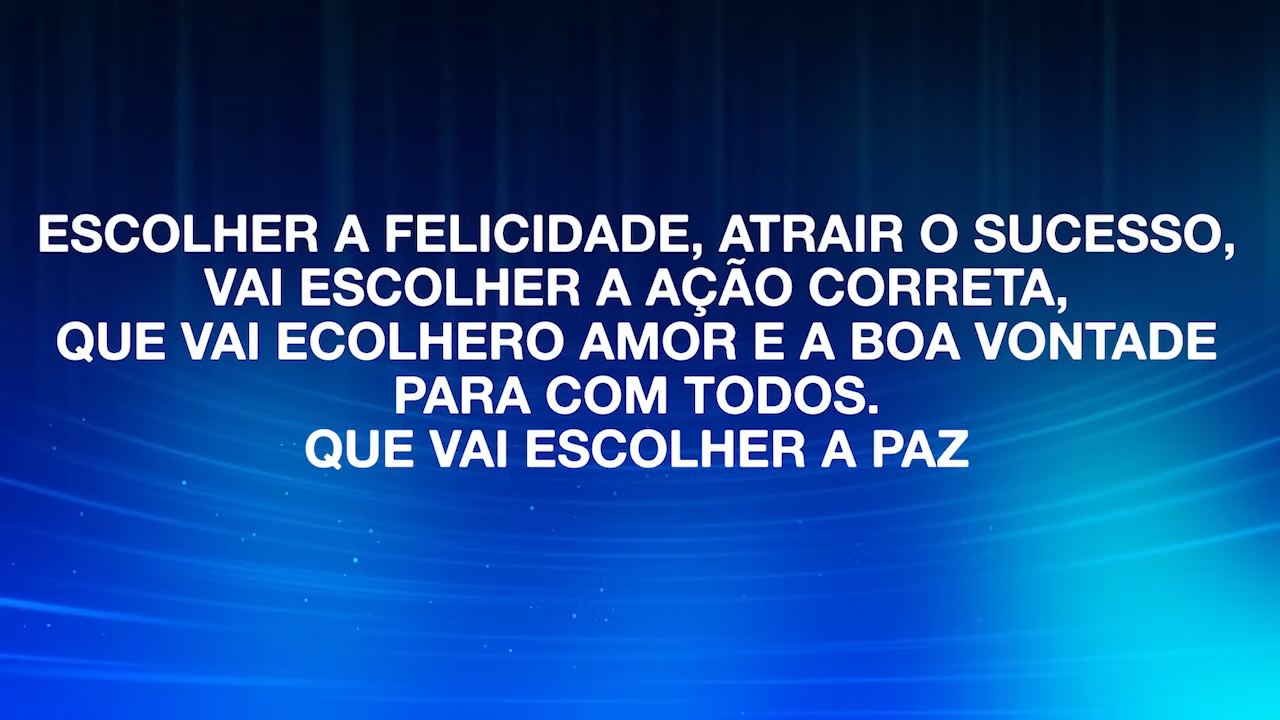 ESCOLHER A FELICIDADE, ATRAIR O SUCESSO,
VAI ESCOLHER A AÇÃO CORRETA,
QUE VAI ECOLHERO AMOR E A BOA VONTADE
PARA COM TODOS.
QUE VAI ESCOLHER A PAZ